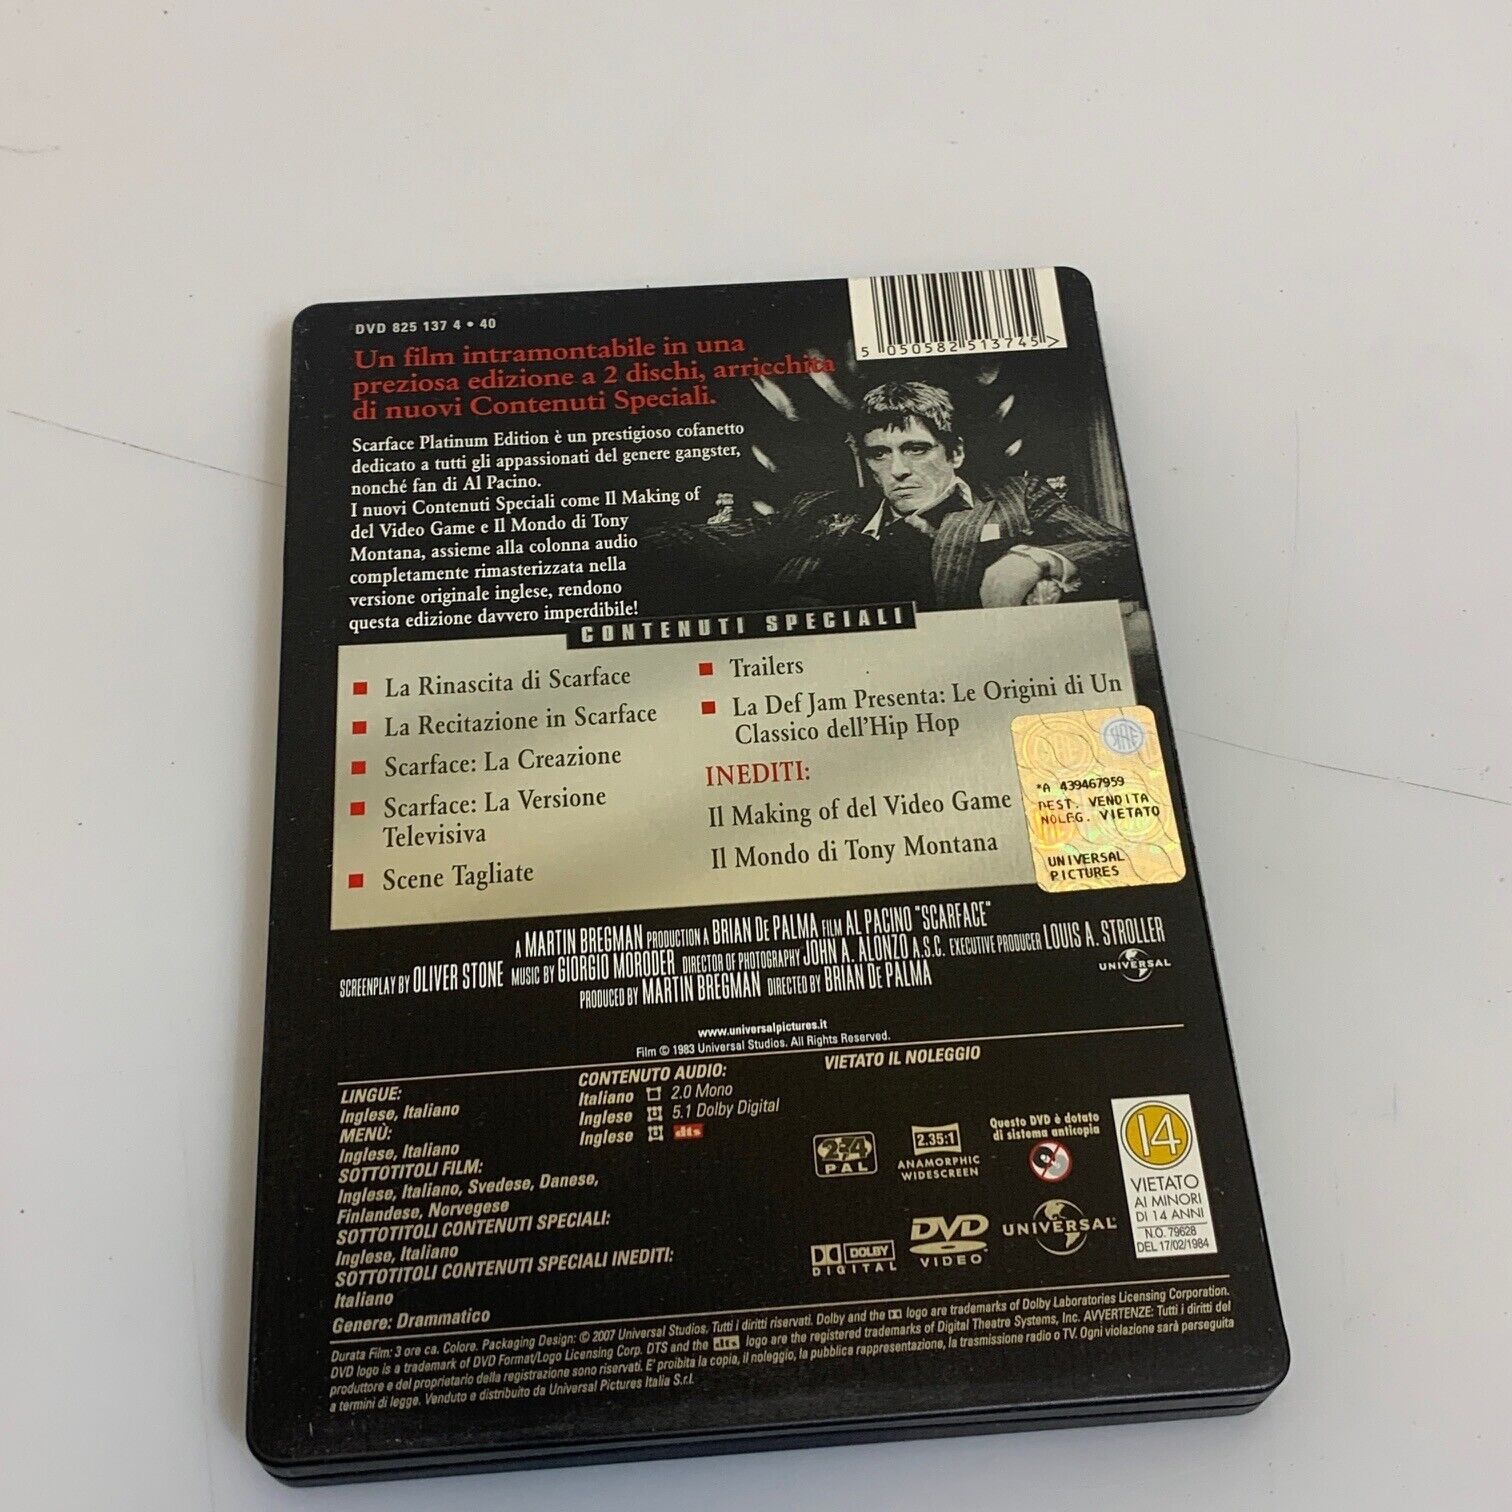 DVD 825 137 4 • 40
5 050582 513745 >
Un film intramontabile in una
preziosa edizione a 2 dischi, arricchita
di nuovi Contenuti Speciali.
Scarface Platinum Edition è un prestigioso cofanetto
dedicato a tutti gli appassionati del genere gangster,
nonché fan di Al Pacino.
I nuovi Contenuti Speciali come Il Making of
del Video Game e Il Mondo di Tony
Montana, assieme alla colonna audio
completamente rimasterizzata nella
versione originale inglese, rendono
questa edizione davvero imperdibile!
CONTENUTI SPECIALI
La Rinascita di Scarface
La Recitazione in Scarface
Scarface: La Creazione
Scarface: La Versione
Televisiva
Scene Tagliate
Trailers
La Def Jam Presenta: Le Origini di Un
Classico dell'Hip Hop
INEDITI:
Il Making of del Video Game
Il Mondo di Tony Montana
*A 439467959
DEST. VENDITA
NOLEG. VIETATO
UNIVERSAL
PICTURES
A MARTIN BREGMAN PRODUCTION A BRIAN DE PALMA FILM AL PACINO "SCARFACE"
SCREENPLAY BY OLIVER STONE MUSIC BY GIORGIO MORODER DIRECTOR OF PHOTOGRAPHY JOHN A. ALONZO A.S.C. EXECUTIVE PRODUCER LOUIS A. STROLLER
PRODUCED BY MARTIN BREGMAN DIRECTED BY BRIAN DE PALMA
UNIVERSAL
www.universalpictures.it
Film © 1983 Universal Studios. All Rights Reserved.
LINGUE:
Inglese, Italiano
MENÙ:
Inglese, Italiano
SOTTOTITOLI FILM:
Inglese, Italiano, Svedese, Danese,
Finlandese, Norvegese
SOTTOTITOLI CONTENUTI SPECIALI:
Inglese, Italiano
SOTTOTITOLI CONTENUTI SPECIALI INEDITI:
Italiano
Genere: Drammatico
CONTENUTO AUDIO:
Italiano 2.0 Mono
Inglese 5.1 Dolby Digital
Inglese dts
VIETATO IL NOLEGGIO
2-4
PAL
2.35:1
ANAMORPHIC
WIDESCREEN
Questo DVD è dotato
di sistema anticopia
DOLBY
DIGITAL
DVD
VIDEO
UNIVERSAL
14
VIETATO
AI MINORI
DI 14 ANNI
N.O. 79628
DEL 17/02/1984
Durata Film: 3 ore ca. Colore. Packaging Design: © 2007 Universal Studios. Tutti i diritti riservati. Dolby and the logo are trademarks of Dolby Laboratories Licensing Corporation.
DVD logo is a trademark of DVD Format/Logo Licensing Corp. DTS and the dts logo are the registered trademarks of Digital Theatre Systems, Inc. AVVERTENZE: Tutti i diritti del
produttore e del proprietario della registrazione sono riservati. E' proibita la copia, il noleggio, la pubblica rappresentazione, la trasmissione radio o TV. Ogni violazione sarà perseguita
a termini di legge. Venduto e distribuito da Universal Pictures Italia S.r.l.